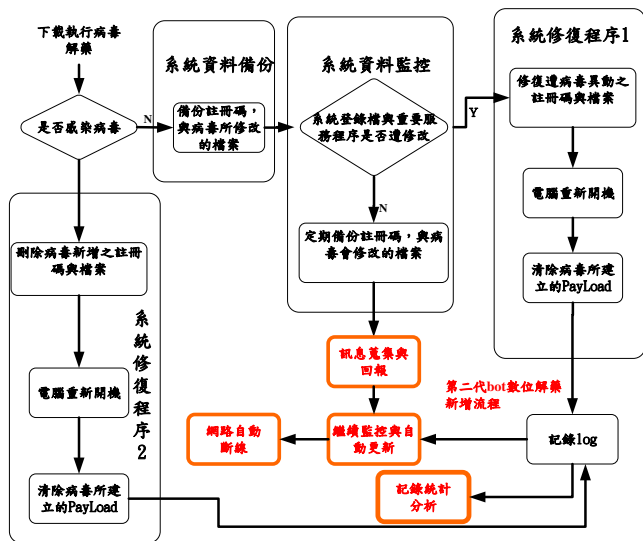 下載執行病毒
解藥
是否感染病毒
N
系統資料備份
備份註冊碼，
與病毒所修改
的檔案
系統資料監控
系統登錄檔與重要服
務程序是否遭修改
Y
N
定期備份註冊碼，與病
毒會修改的檔案
系統修復程序1
修復遭病毒異動之
註冊碼與檔案
電腦重新開機
清除病毒所建
立的PayLoad
系統修復程序2
刪除病毒新增之註冊
碼與檔案
電腦重新開機
清除病毒所建
立的PayLoad
訊息蒐集與
回報
第二代bot數位解藥
新增流程
網路自動
斷線
繼續監控與自
動更新
記錄log
記錄統計
分析